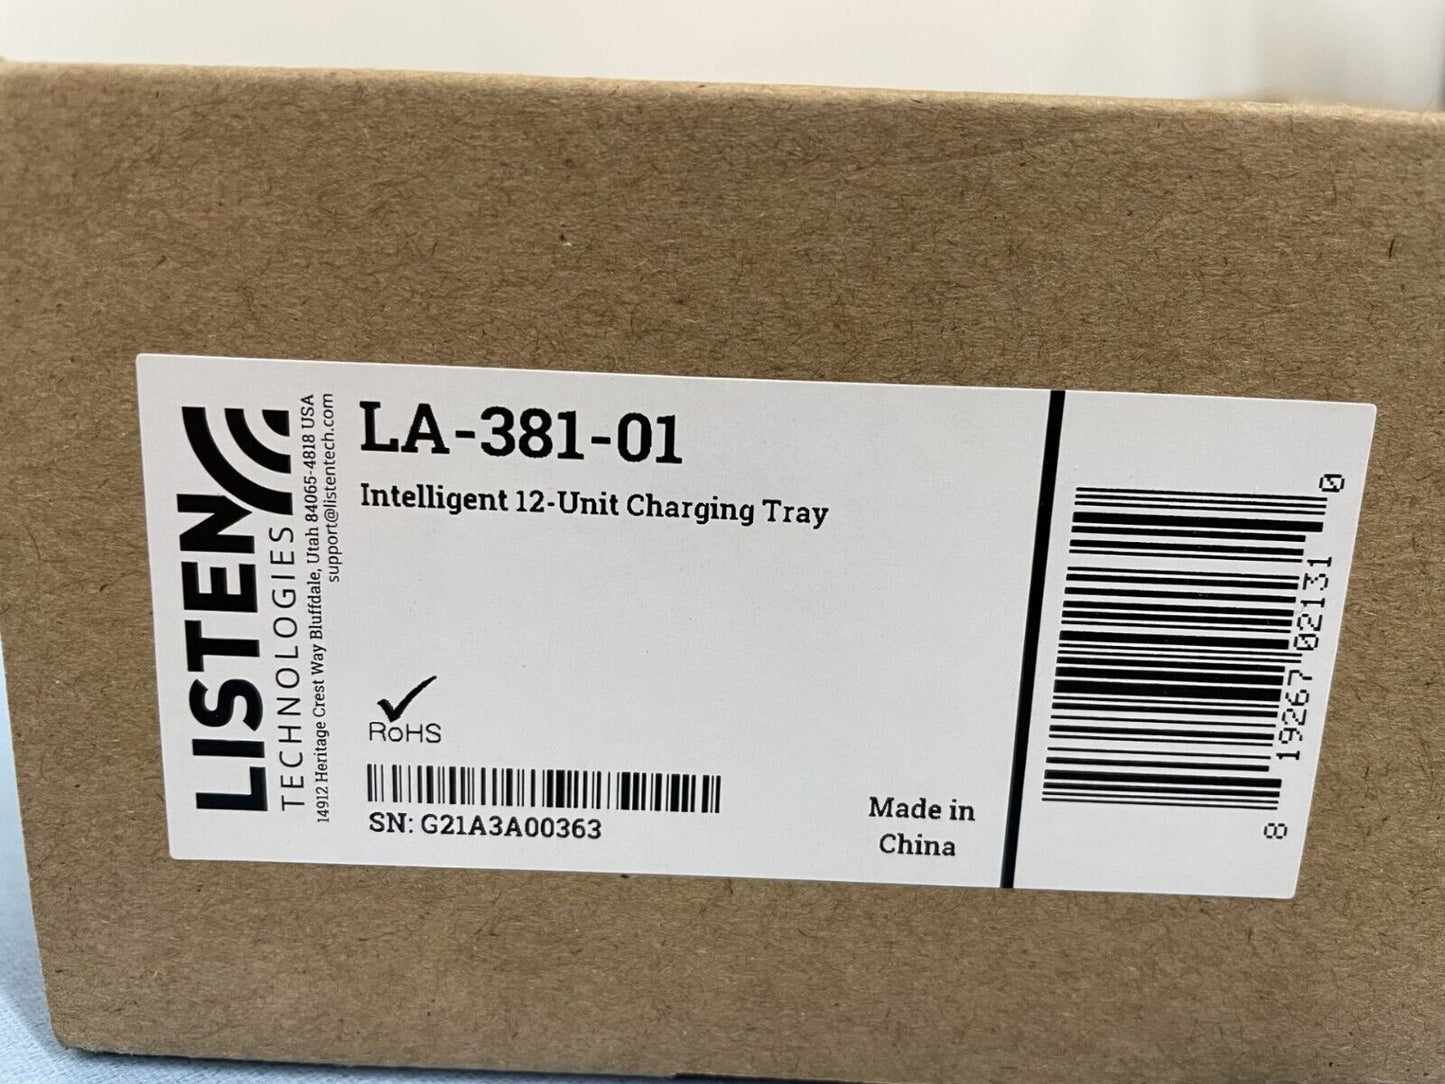 LISTEN
TECHNOLOGIES
14912 Heritage Crest Way Bluffdale, Utah 84065-4818 USA
support@listentech.com
LA-381-01
Intelligent 12-Unit Charging Tray
RoHS
SN: G21A3A00363
Made in
China
8 19267 02131 0